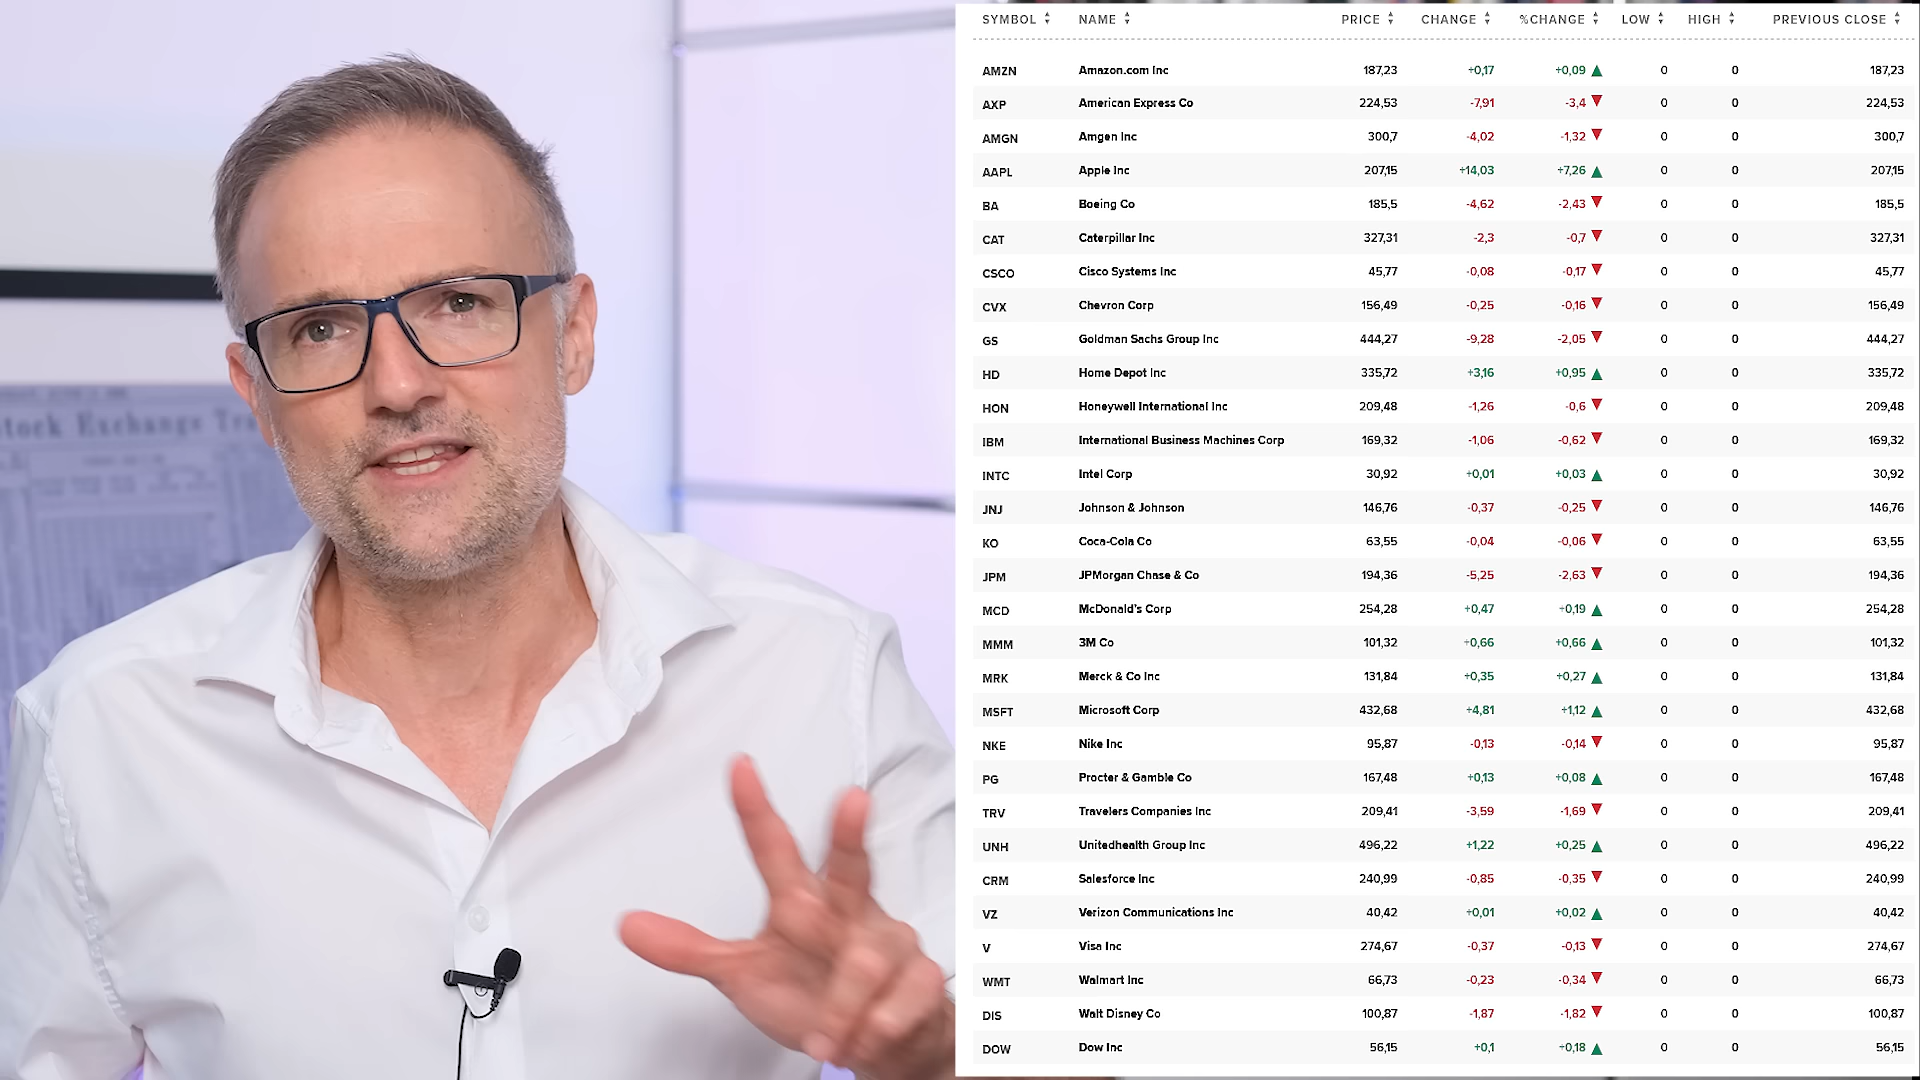 tock Exchange Tra
SYMBOL NAME PRICE CHANGE %CHANGE LOW HIGH PREVIOUS CLOSE
AMZN Amazon.com Inc 187,23 +0,17 +0,09 0 0 187,23
AXP American Express Co 224,53 -7,91 -3,4 0 0 224,53
AMGN Amgen Inc 300,7 -4,02 -1,32 0 0 300,7
AAPL Apple Inc 207,15 +14,03 +7,26 0 0 207,15
BA Boeing Co 185,5 -4,62 -2,43 0 0 185,5
CAT Caterpillar Inc 327,31 -2,3 -0,7 0 0 327,31
CSCO Cisco Systems Inc 45,77 -0,08 -0,17 0 0 45,77
CVX Chevron Corp 156,49 -0,25 -0,16 0 0 156,49
GS Goldman Sachs Group Inc 444,27 -9,28 -2,05 0 0 444,27
HD Home Depot Inc 335,72 +3,16 +0,95 0 0 335,72
HON Honeywell International Inc 209,48 -1,26 -0,6 0 0 209,48
IBM International Business Machines Corp 169,32 -1,06 -0,62 0 0 169,32
INTC Intel Corp 30,92 +0,01 +0,03 0 0 30,92
JNJ Johnson & Johnson 146,76 -0,37 -0,25 0 0 146,76
KO Coca-Cola Co 63,55 -0,04 -0,06 0 0 63,55
JPM JPMorgan Chase & Co 194,36 -5,25 -2,63 0 0 194,36
MCD McDonald's Corp 254,28 +0,47 +0,19 0 0 254,28
MMM 3M Co 101,32 +0,66 +0,66 0 0 101,32
MRK Merck & Co Inc 131,84 +0,35 +0,27 0 0 131,84
MSFT Microsoft Corp 432,68 +4,81 +1,12 0 0 432,68
NKE Nike Inc 95,87 -0,13 -0,14 0 0 95,87
PG Procter & Gamble Co 167,48 +0,13 +0,08 0 0 167,48
TRV Travelers Companies Inc 209,41 -3,59 -1,69 0 0 209,41
UNH Unitedhealth Group Inc 496,22 +1,22 +0,25 0 0 496,22
CRM Salesforce Inc 240,99 -0,85 -0,35 0 0 240,99
VZ Verizon Communications Inc 40,42 +0,01 +0,02 0 0 40,42
V Visa Inc 274,67 -0,37 -0,13 0 0 274,67
WMT Walmart Inc 66,73 -0,23 -0,34 0 0 66,73
DIS Walt Disney Co 100,87 -1,87 -1,82 0 0 100,87
DOW Dow Inc 56,15 +0,1 +0,18 0 0 56,15